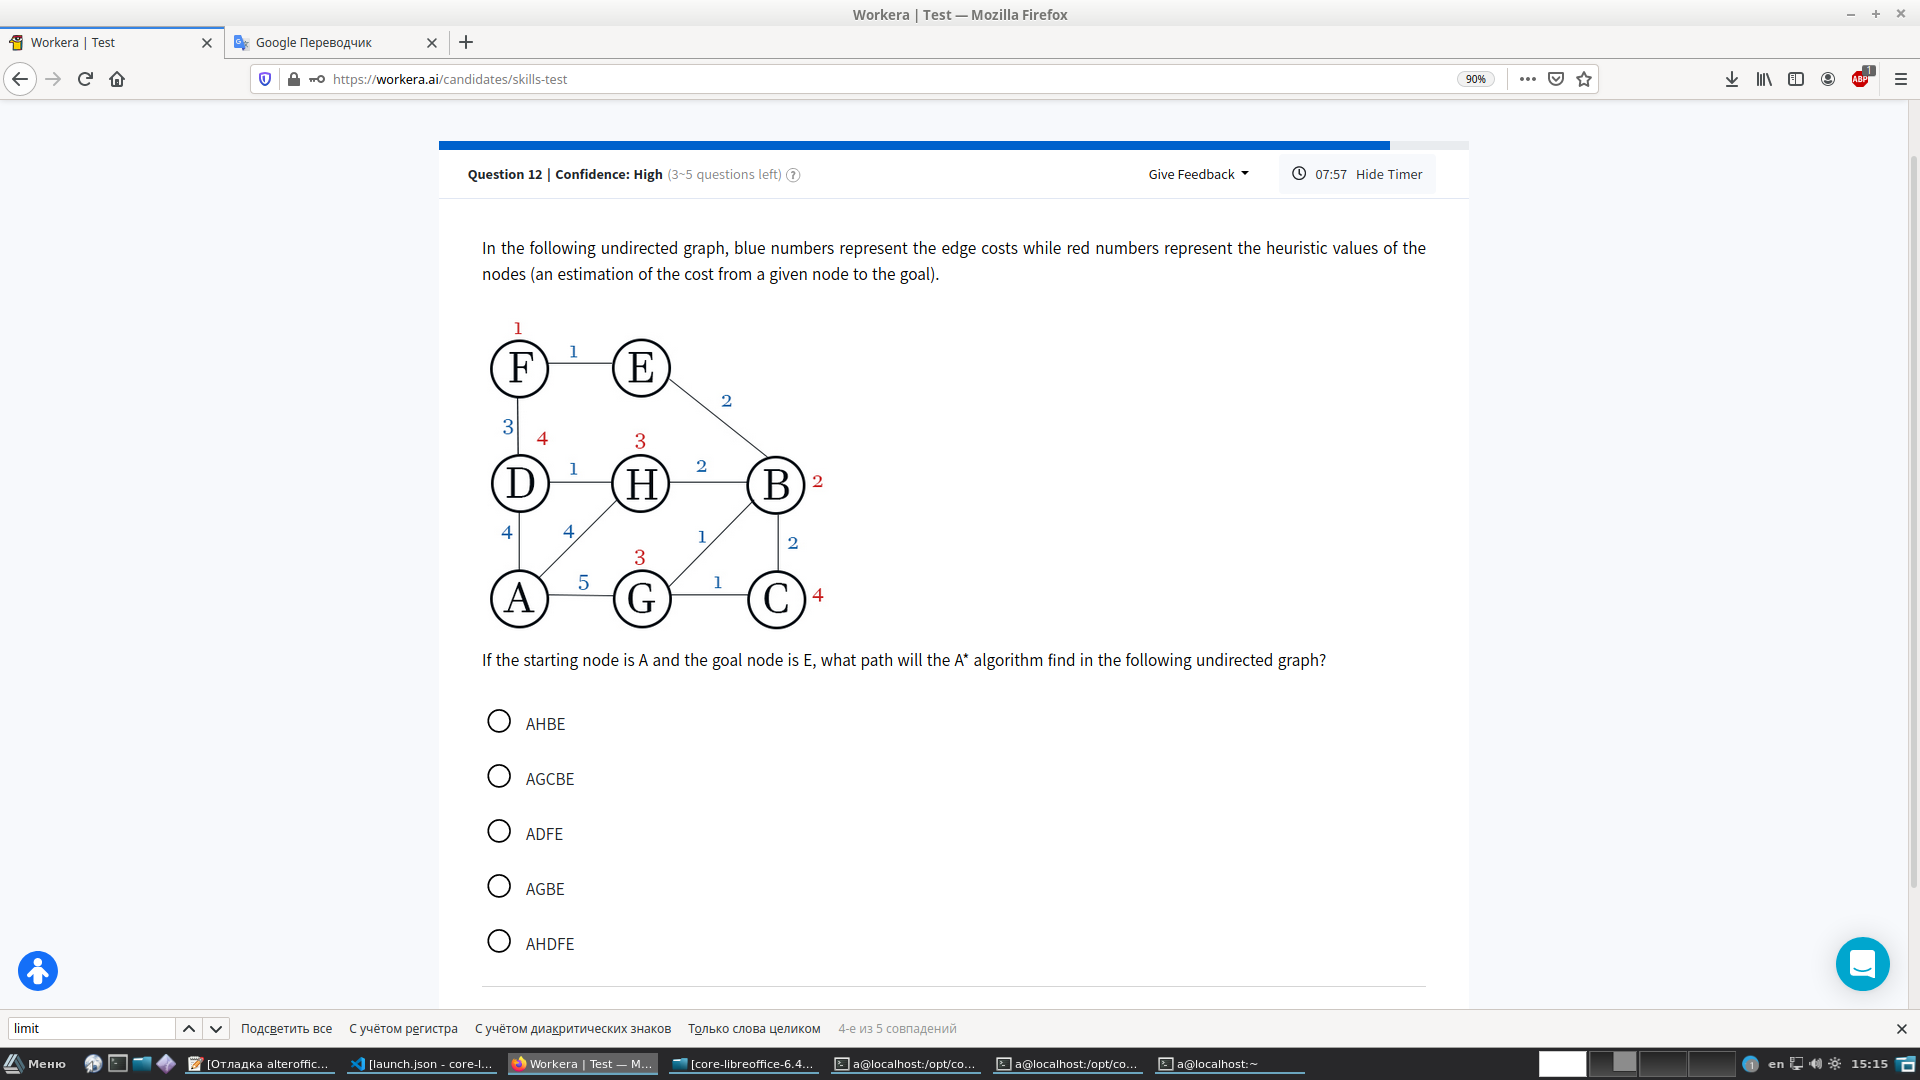 Workera | Test — Mozilla Firefox
Workera | Test
Google Переводчик
https://workera.ai/candidates/skills-test
90%
ABP
1
Question 12 | Confidence: High (3~5 questions left) ?
Give Feedback
07:57 Hide Timer
In the following undirected graph, blue numbers represent the edge costs while red numbers represent the heuristic values of the
nodes (an estimation of the cost from a given node to the goal).
1
F 1 E
2
3 4 3
D 1 H 2 B 2
4 4 3 1 2
A 5 G 1 C 4
If the starting node is A and the goal node is E, what path will the A* algorithm find in the following undirected graph?
AHBE
AGCBE
ADFE
AGBE
AHDFE
limit
Подсветить все
С учётом регистра
С учётом диакритических знаков
Только слова целиком
4-е из 5 совпадений
Меню
[Отладка alteroffic...
[launch.json - core-l...
Workera | Test — M...
[core-libreoffice-6.4...
a@localhost:/opt/co...
a@localhost:/opt/co...
a@localhost:~
1
en
15:15